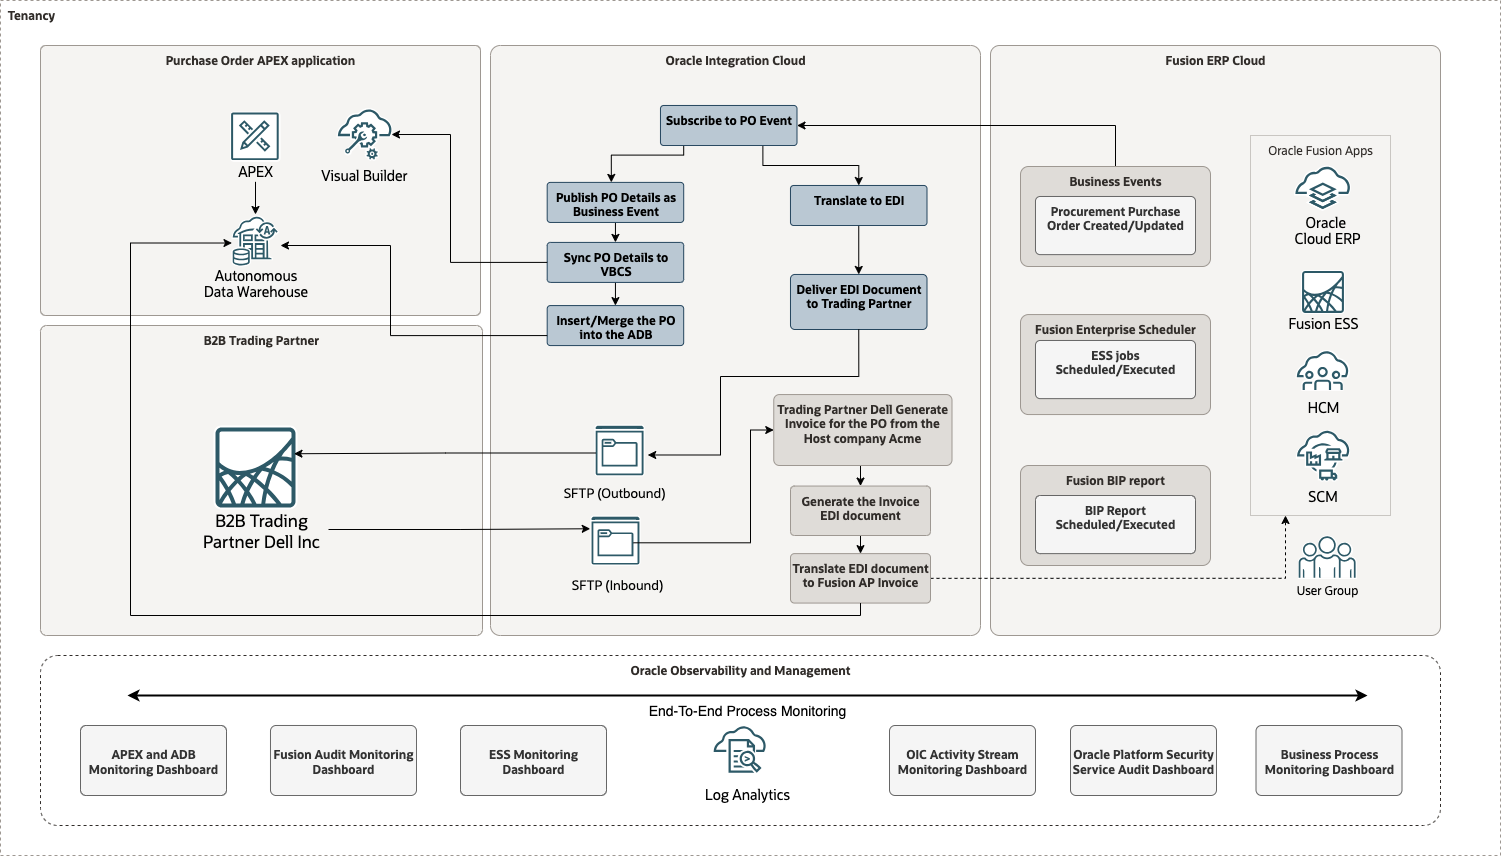 Tenancy
Purchase Order APEX application
APEX
Visual Builder
Autonomous
Data Warehouse
B2B Trading Partner
B2B Trading
Partner Dell Inc
Oracle Integration Cloud
Subscribe to PO Event
Publish PO Details as
Business Event
Sync PO Details to
VBCS
Insert/Merge the PO
into the ADB
Translate to EDI
Deliver EDI Document
to Trading Partner
SFTP (Outbound)
SFTP (Inbound)
Trading Partner Dell Generate
Invoice for the PO from the
Host company Acme
Generate the Invoice
EDI document
Translate EDI document
to Fusion AP Invoice
Fusion ERP Cloud
Business Events
Procurement Purchase
Order Created/Updated
Fusion Enterprise Scheduler
ESS jobs
Scheduled/Executed
Fusion BIP report
BIP Report
Scheduled/Executed
Oracle Fusion Apps
Oracle
Cloud ERP
Fusion ESS
HCM
SCM
User Group
Oracle Observability and Management
End-To-End Process Monitoring
APEX and ADB
Monitoring Dashboard
Fusion Audit Monitoring
Dashboard
ESS Monitoring
Dashboard
Log Analytics
OIC Activity Stream
Monitoring Dashboard
Oracle Platform Security
Service Audit Dashboard
Business Process
Monitoring Dashboard